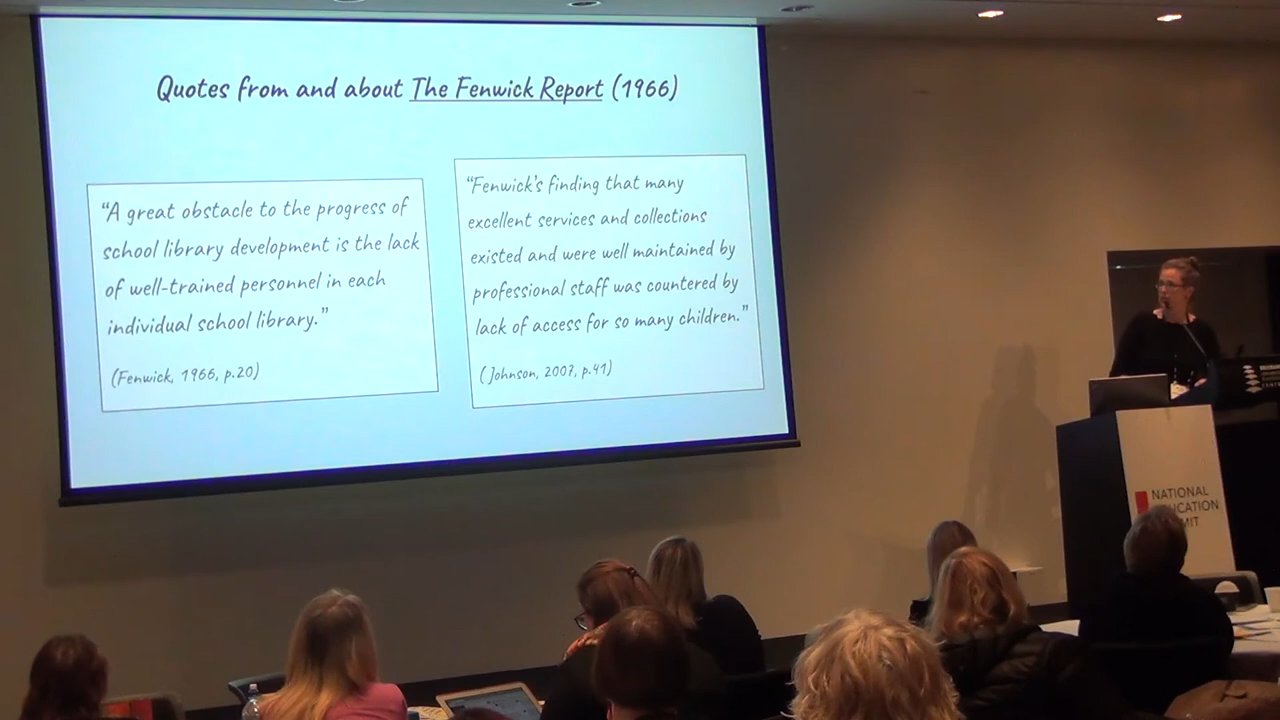 Quotes from and about The Fenwick Report (1966)
“A great obstacle to the progress of
school library development is the lack
of well-trained personnel in each
individual school library.”
(Fenwick, 1966, p.20)
“Fenwick’s finding that many
excellent services and collections
existed and were well maintained by
professional staff was countered by
lack of access for so many children.”
(Johnson, 2007, p.41)
NATIONAL